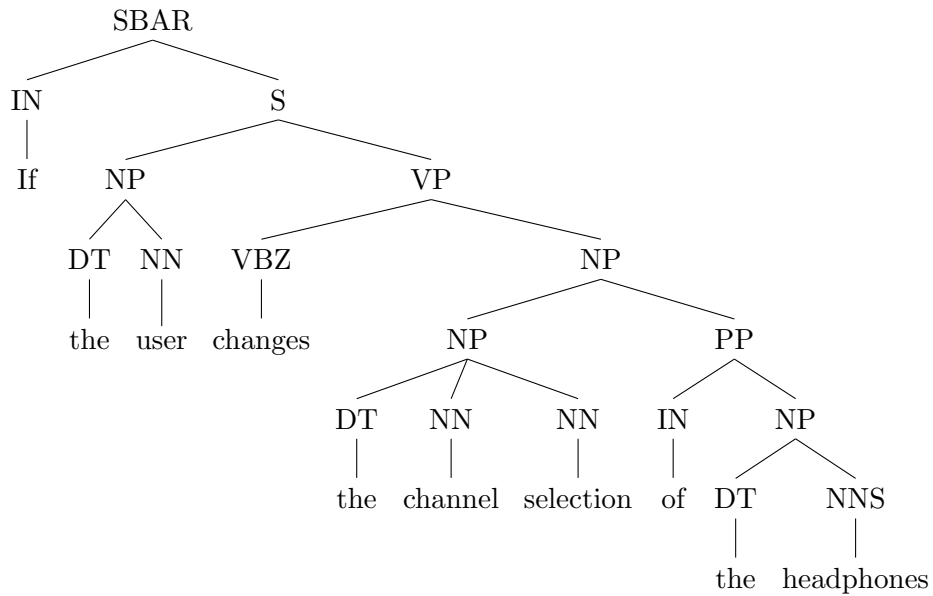 SBAR
IN S
If NP VP
DT NN VBZ NP
the user changes NP PP
DT NN NN IN NP
the channel selection of DT NNS
the headphones